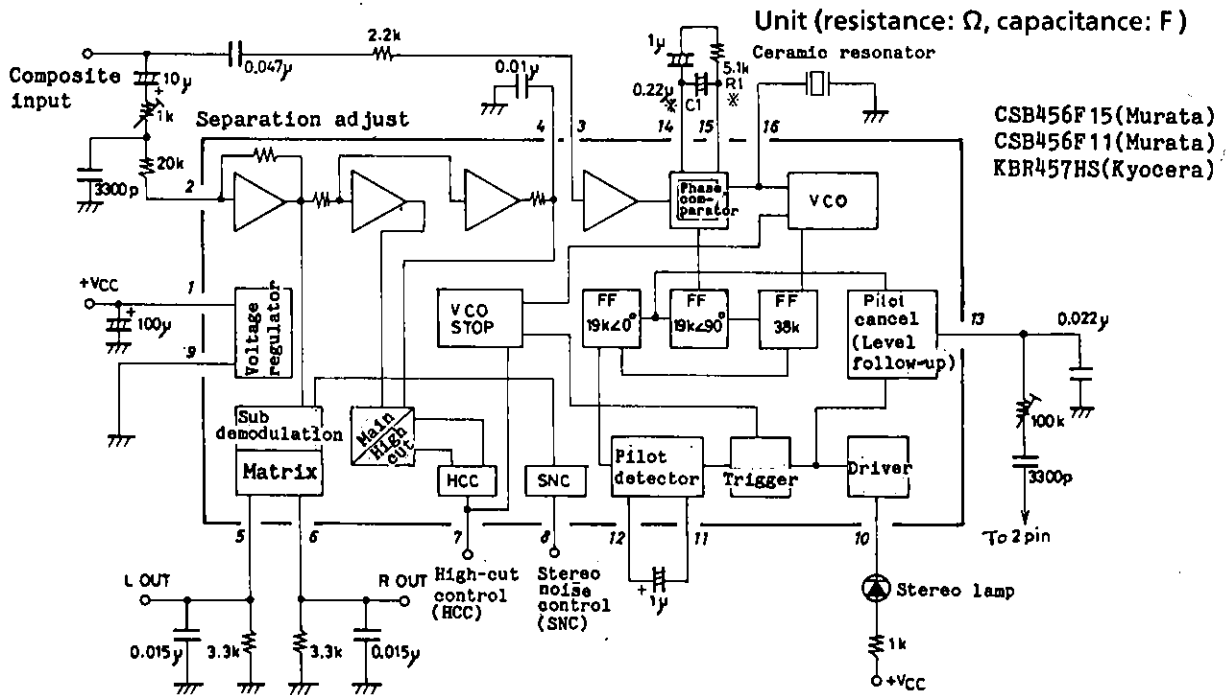 Unit (resistance: Ω, capacitance: F)
Composite
input
10μ
+
1k
0.047μ
2.2k
0.01μ
1μ
5.1k
R1
※
0.22μ
※
C1
Ceramic resonator
CSB456F15(Murata)
CSB456F11(Murata)
KBR457HS(Kyocera)
Separation adjust
4
3
14
15
16
20k
3300p
2
Phase
com-
parator
VCO
+VCC
1
+
100μ
9
Voltage
regulator
VCO
STOP
FF
19k∠0°
FF
19k∠90°
FF
38k
Pilot
cancel
(Level
follow-up)
13
0.022μ
100k
3300p
To 2 pin
Sub
demodulation
Matrix
Main
High
cut
HCC
SNC
Pilot
detector
Trigger
Driver
5
6
7
8
12
11
10
L OUT
R OUT
High-cut
control
(HCC)
Stereo
noise
control
(SNC)
+
1μ
Stereo lamp
0.015μ
3.3k
3.3k
0.015μ
1k
+VCC